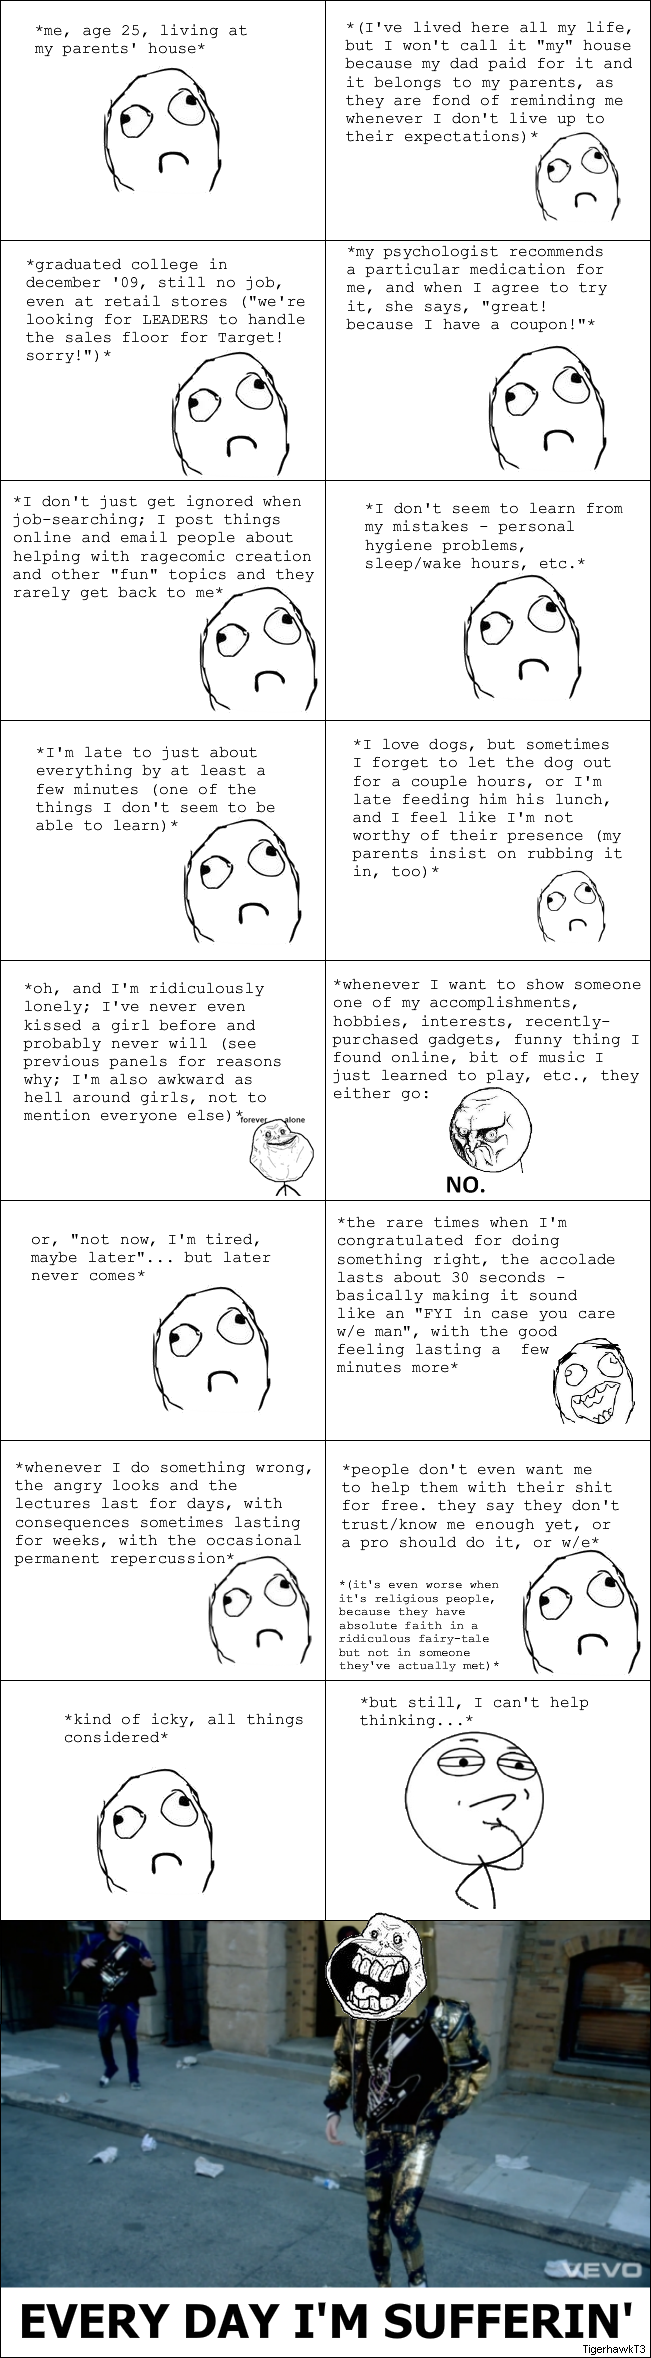 *me, age 25, living at
my parents' house*
*(I've lived here all my life,
but I won't call it "my" house
because my dad paid for it and
it belongs to my parents, as
they are fond of reminding me
whenever I don't live up to
their expectations)*
*graduated college in
december '09, still no job,
even at retail stores ("we're
looking for LEADERS to handle
the sales floor for Target!
sorry!")*
*my psychologist recommends
a particular medication for
me, and when I agree to try
it, she says, "great!
because I have a coupon!"*
*I don't just get ignored when
job-searching; I post things
online and email people about
helping with ragecomic creation
and other "fun" topics and they
rarely get back to me*
*I don't seem to learn from
my mistakes - personal
hygiene problems,
sleep/wake hours, etc.*
*I'm late to just about
everything by at least a
few minutes (one of the
things I don't seem to be
able to learn)*
*I love dogs, but sometimes
I forget to let the dog out
for a couple hours, or I'm
late feeding him his lunch,
and I feel like I'm not
worthy of their presence (my
parents insist on rubbing it
in, too)*
*oh, and I'm ridiculously
lonely; I've never even
kissed a girl before and
probably never will (see
previous panels for reasons
why; I'm also awkward as
hell around girls, not to
mention everyone else)*
forever alone
*whenever I want to show someone
one of my accomplishments,
hobbies, interests, recently-
purchased gadgets, funny thing I
found online, bit of music I
just learned to play, etc., they
either go:
NO.
or, "not now, I'm tired,
maybe later"... but later
never comes*
*the rare times when I'm
congratulated for doing
something right, the accolade
lasts about 30 seconds -
basically making it sound
like an "FYI in case you care
w/e man", with the good
feeling lasting a few
minutes more*
*whenever I do something wrong,
the angry looks and the
lectures last for days, with
consequences sometimes lasting
for weeks, with the occasional
permanent repercussion*
*people don't even want me
to help them with their shit
for free. they say they don't
trust/know me enough yet, or
a pro should do it, or w/e*
*(it's even worse when
it's religious people,
because they have
absolute faith in a
ridiculous fairy-tale
but not in someone
they've actually met)*
*kind of icky, all things
considered*
*but still, I can't help
thinking...*
vevo
EVERY DAY I'M SUFFERIN'
TigerhawkT3